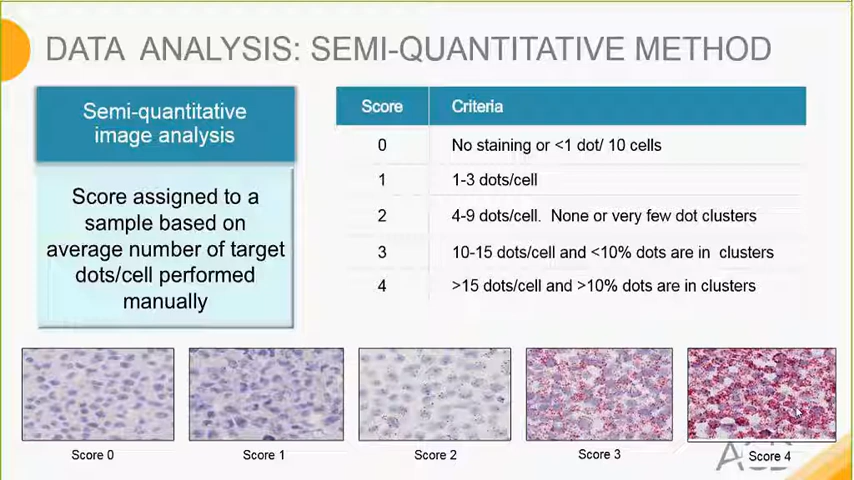 DATA ANALYSIS: SEMI-QUANTITATIVE METHOD
Semi-quantitative
image analysis
Score assigned to a
sample based on
average number of target
dots/cell performed
manually
Score Criteria
0 No staining or <1 dot/ 10 cells
1 1-3 dots/cell
2 4-9 dots/cell. None or very few dot clusters
3 10-15 dots/cell and <10% dots are in clusters
4 >15 dots/cell and >10% dots are in clusters
Score 0 Score 1 Score 2 Score 3 Score 4